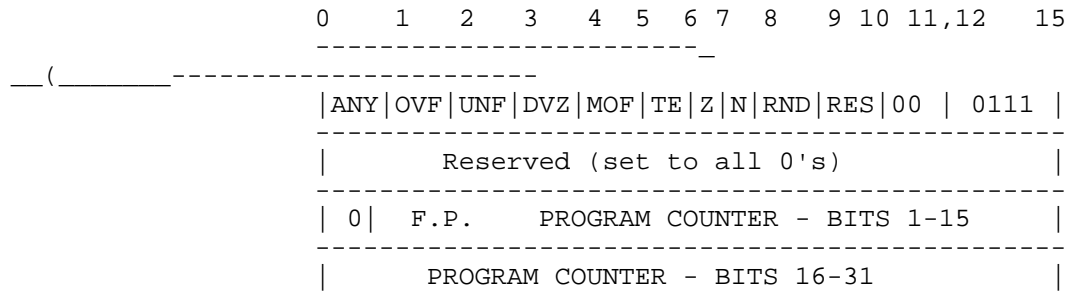 0    1   2   3   4  5  6 7  8   9 10 11,12   15
------------------------_
__(_______-----------------------
|ANY|OVF|UNF|DVZ|MOF|TE|Z|N|RND|RES|00 | 0111 |
-----------------------------------------------
|       Reserved (set to all 0's)             |
-----------------------------------------------
| 0|  F.P.    PROGRAM COUNTER - BITS 1-15     |
-----------------------------------------------
|      PROGRAM COUNTER - BITS 16-31           |